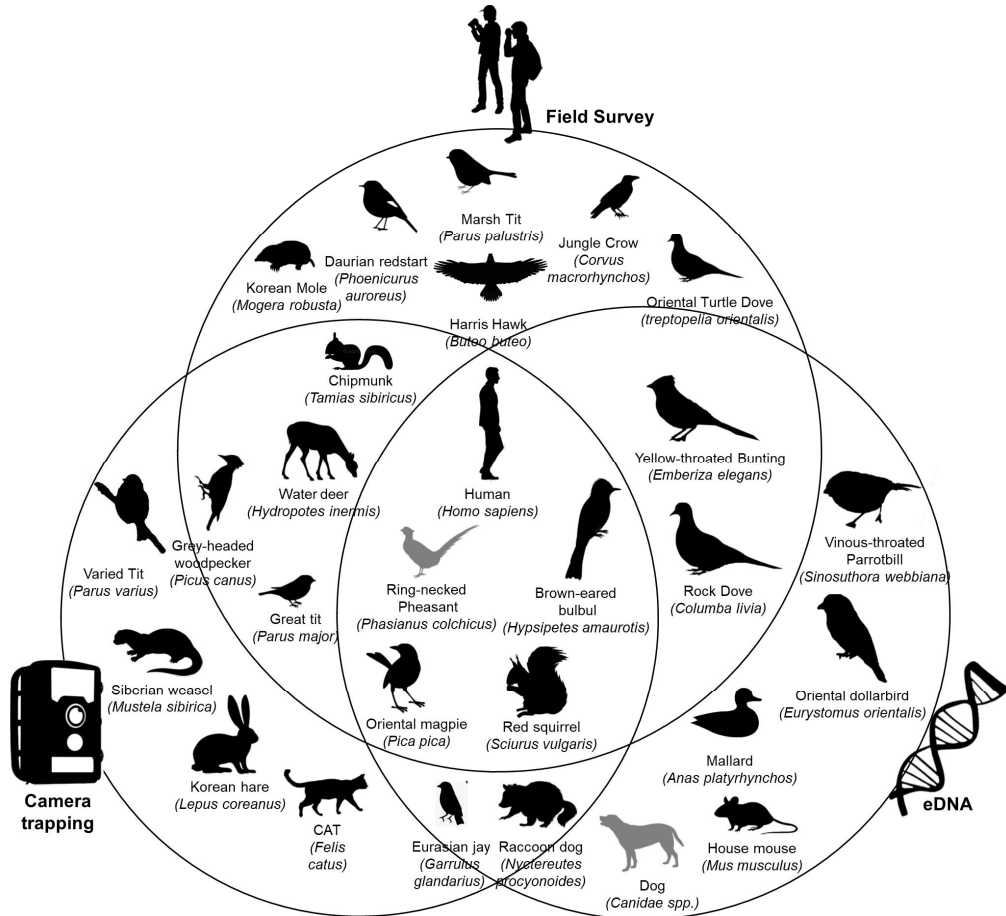 Field Survey
Marsh Tit
(Parus palustris)
Jungle Crow
(Corvus
macrorhynchos)
Daurian redstart
(Phoenicurus
auroreus)
Korean Mole
(Mogera robusta)
Oriental Turtle Dove
(treptopelia orientalis)
Harris Hawk
(Buteo buteo)
Chipmunk
(Tamias sibiricus)
Yellow-throated Bunting
(Emberiza elegans)
Water deer
(Hydropotes inermis)
Human
(Homo sapiens)
Grey-headed
woodpecker
(Picus canus)
Vinous-throated
Parrotbill
(Sinosuthora webbiana)
Varied Tit
(Parus varius)
Ring-necked
Pheasant
(Phasianus colchicus)
Brown-eared
bulbul
(Hypsipetes amaurotis)
Rock Dove
(Columba livia)
Great tit
(Parus major)
Siberian weasel
(Mustela sibirica)
Oriental dollarbird
(Eurystomus orientalis)
Oriental magpie
(Pica pica)
Red squirrel
(Sciurus vulgaris)
Mallard
(Anas platyrhynchos)
Korean hare
(Lepus coreanus)
Camera
trapping
eDNA
CAT
(Felis
catus)
Eurasian jay
(Garrulus
glandarius)
Raccoon dog
(Nyctereutes
procyonoides)
House mouse
(Mus musculus)
Dog
(Canidae spp.)